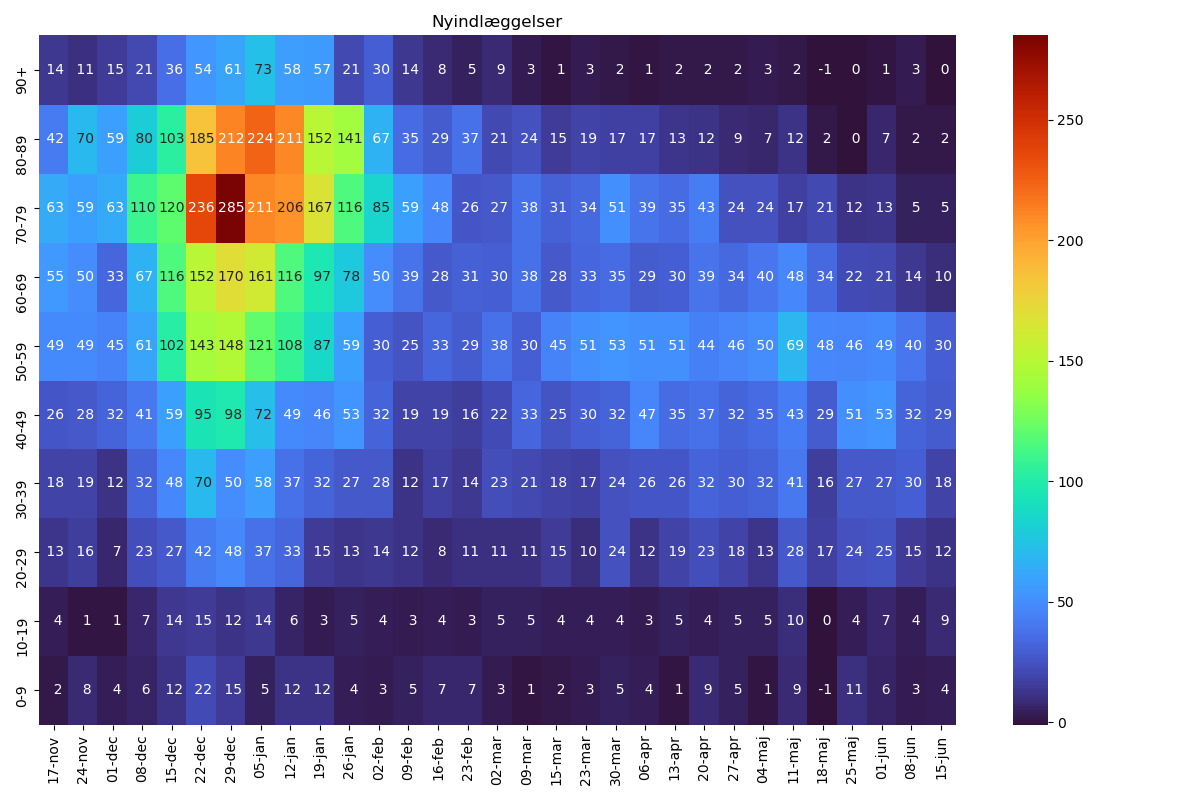 Nyindlæggelser
90+ 14 11 15 21 36 54 61 73 58 57 21 30 14 8 5 9 3 1 3 2 1 2 2 2 3 2 -1 0 1 3 0
80-89 42 70 59 80 103 185 212 224 211 152 141 67 35 29 37 21 24 15 19 17 17 13 12 9 7 12 2 0 7 2 2
70-79 63 59 63 110 120 236 285 211 206 167 116 85 59 48 26 27 38 31 34 51 39 35 43 24 24 17 21 12 13 5 5
60-69 55 50 33 67 116 152 170 161 116 97 78 50 39 28 31 30 38 28 33 35 29 30 39 34 40 48 34 22 21 14 10
50-59 49 49 45 61 102 143 148 121 108 87 59 30 25 33 29 38 30 45 51 53 51 51 44 46 50 69 48 46 49 40 30
40-49 26 28 32 41 59 95 98 72 49 46 53 32 19 19 16 22 33 25 30 32 47 35 37 32 35 43 29 51 53 32 29
30-39 18 19 12 32 48 70 50 58 37 32 27 28 12 17 14 23 21 18 17 24 26 26 32 30 32 41 16 27 27 30 18
20-29 13 16 7 23 27 42 48 37 33 15 13 14 12 8 11 11 11 15 10 24 12 19 23 18 13 28 17 24 25 15 12
10-19 4 1 1 7 14 15 12 14 6 3 5 4 3 4 3 5 5 4 4 4 3 5 4 5 5 10 0 4 7 4 9
0-9 2 8 4 6 12 22 15 5 12 12 4 3 5 7 7 3 1 2 3 5 4 1 9 5 1 9 -1 11 6 3 4
17-nov 24-nov 01-dec 08-dec 15-dec 22-dec 29-dec 05-jan 12-jan 19-jan 26-jan 02-feb 09-feb 16-feb 23-feb 02-mar 09-mar 15-mar 23-mar 30-mar 06-apr 13-apr 20-apr 27-apr 04-maj 11-maj 18-maj 25-maj 01-jun 08-jun 15-jun
250
200
150
100
50
0